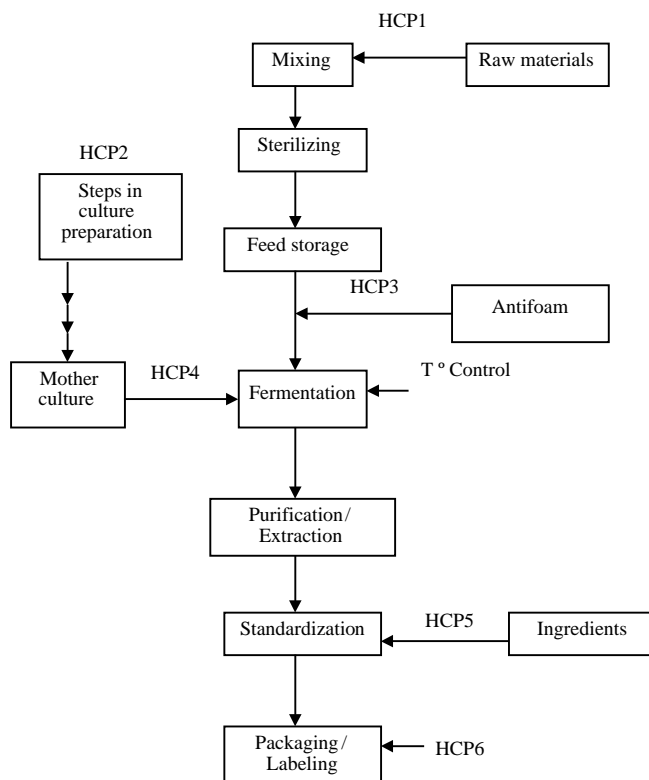 HCP1
Mixing
Raw materials
Sterilizing
HCP2
Steps in
culture
preparation
Feed storage
HCP3
Antifoam
Mother
culture
HCP4
Fermentation
T º Control
Purification/
Extraction
Standardization
HCP5
Ingredients
Packaging/
Labeling
HCP6